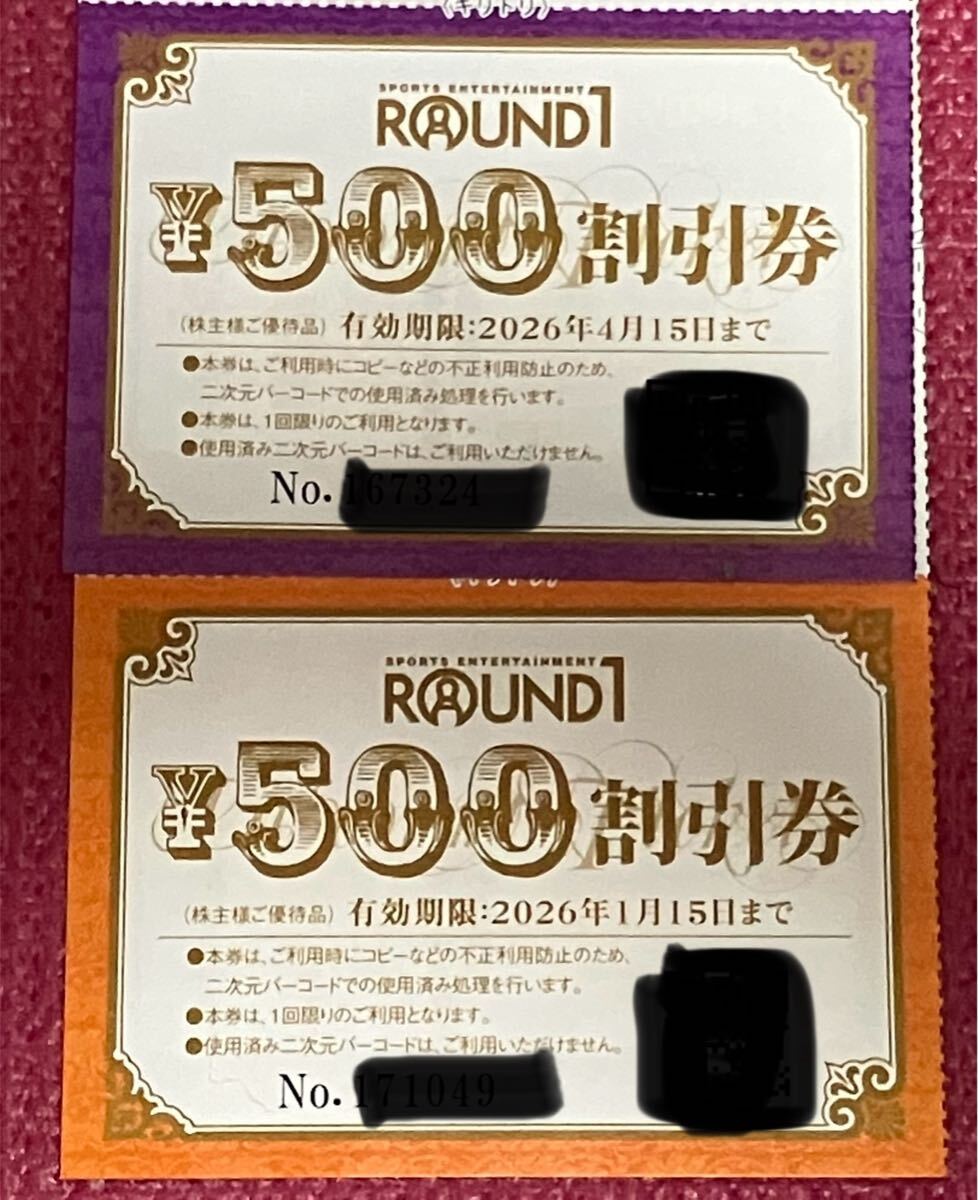 〈キリトリ〉
SPORTS ENTERTAINMENT
ROUND1
¥500割引券
(株主様ご優待品) 有効期限:2026年4月15日まで
●本券は、ご利用時にコピーなどの不正利用防止のため、
二次元バーコードでの使用済み処理を行います。
●本券は、1回限りのご利用となります。
●使用済み二次元バーコードは、ご利用いただけません。
No.
SPORTS ENTERTAINMENT
ROUND1
¥500割引券
(株主様ご優待品) 有効期限:2026年1月15日まで
●本券は、ご利用時にコピーなどの不正利用防止のため、
二次元バーコードでの使用済み処理を行います。
●本券は、1回限りのご利用となります。
●使用済み二次元バーコードは、ご利用いただけません。
No.